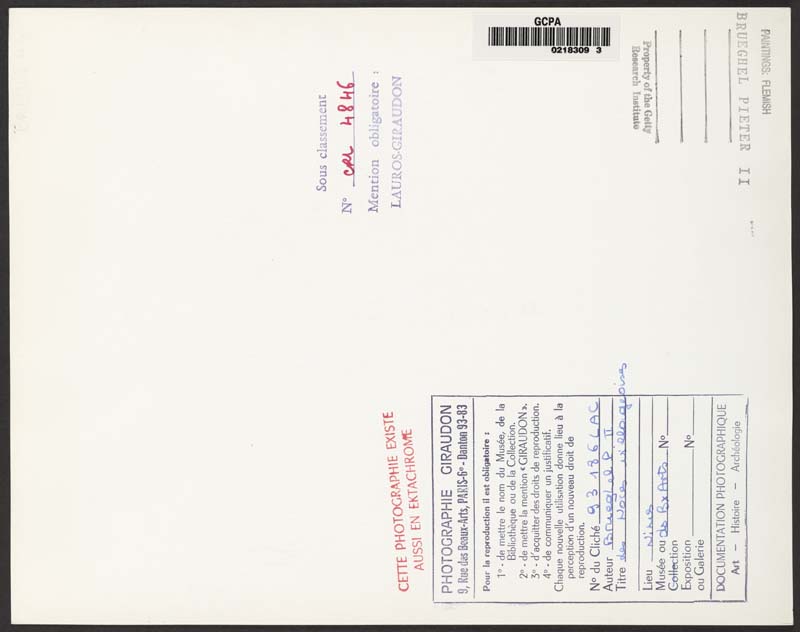 GCPA
0218309 3
PAINTINGS: FLEMISH
BRUEGHEL PIETER II
Property of the Getty
Research Institute
Sous classement
N° CRL 4846
Mention obligatoire :
LAUROS-GIRAUDON
CETTE PHOTOGRAPHIE EXISTE
AUSSI EN EKTACHROME
PHOTOGRAPHIE GIRAUDON
9, Rue des Beaux-Arts, PARIS-6e - Danton 93-83
Pour la reproduction il est obligatoire :
1° - de mettre le nom du Musée, de la
Bibliothèque ou de la Collection.
2° - de mettre la mention « GIRAUDON ».
3° - d'acquitter des droits de reproduction.
4° - de communiquer un justificatif.
Chaque nouvelle utilisation donne lieu à la
perception d'un nouveau droit de
reproduction.
N° du Cliché 93186 LAC
Auteur Brueghel P. II
Titre les Noces villageoises
Lieu Nimes
Musée ou des Bx Arts N°
Collection
Exposition N°
ou Galerie
DOCUMENTATION PHOTOGRAPHIQUE
Art - Histoire - Archéologie